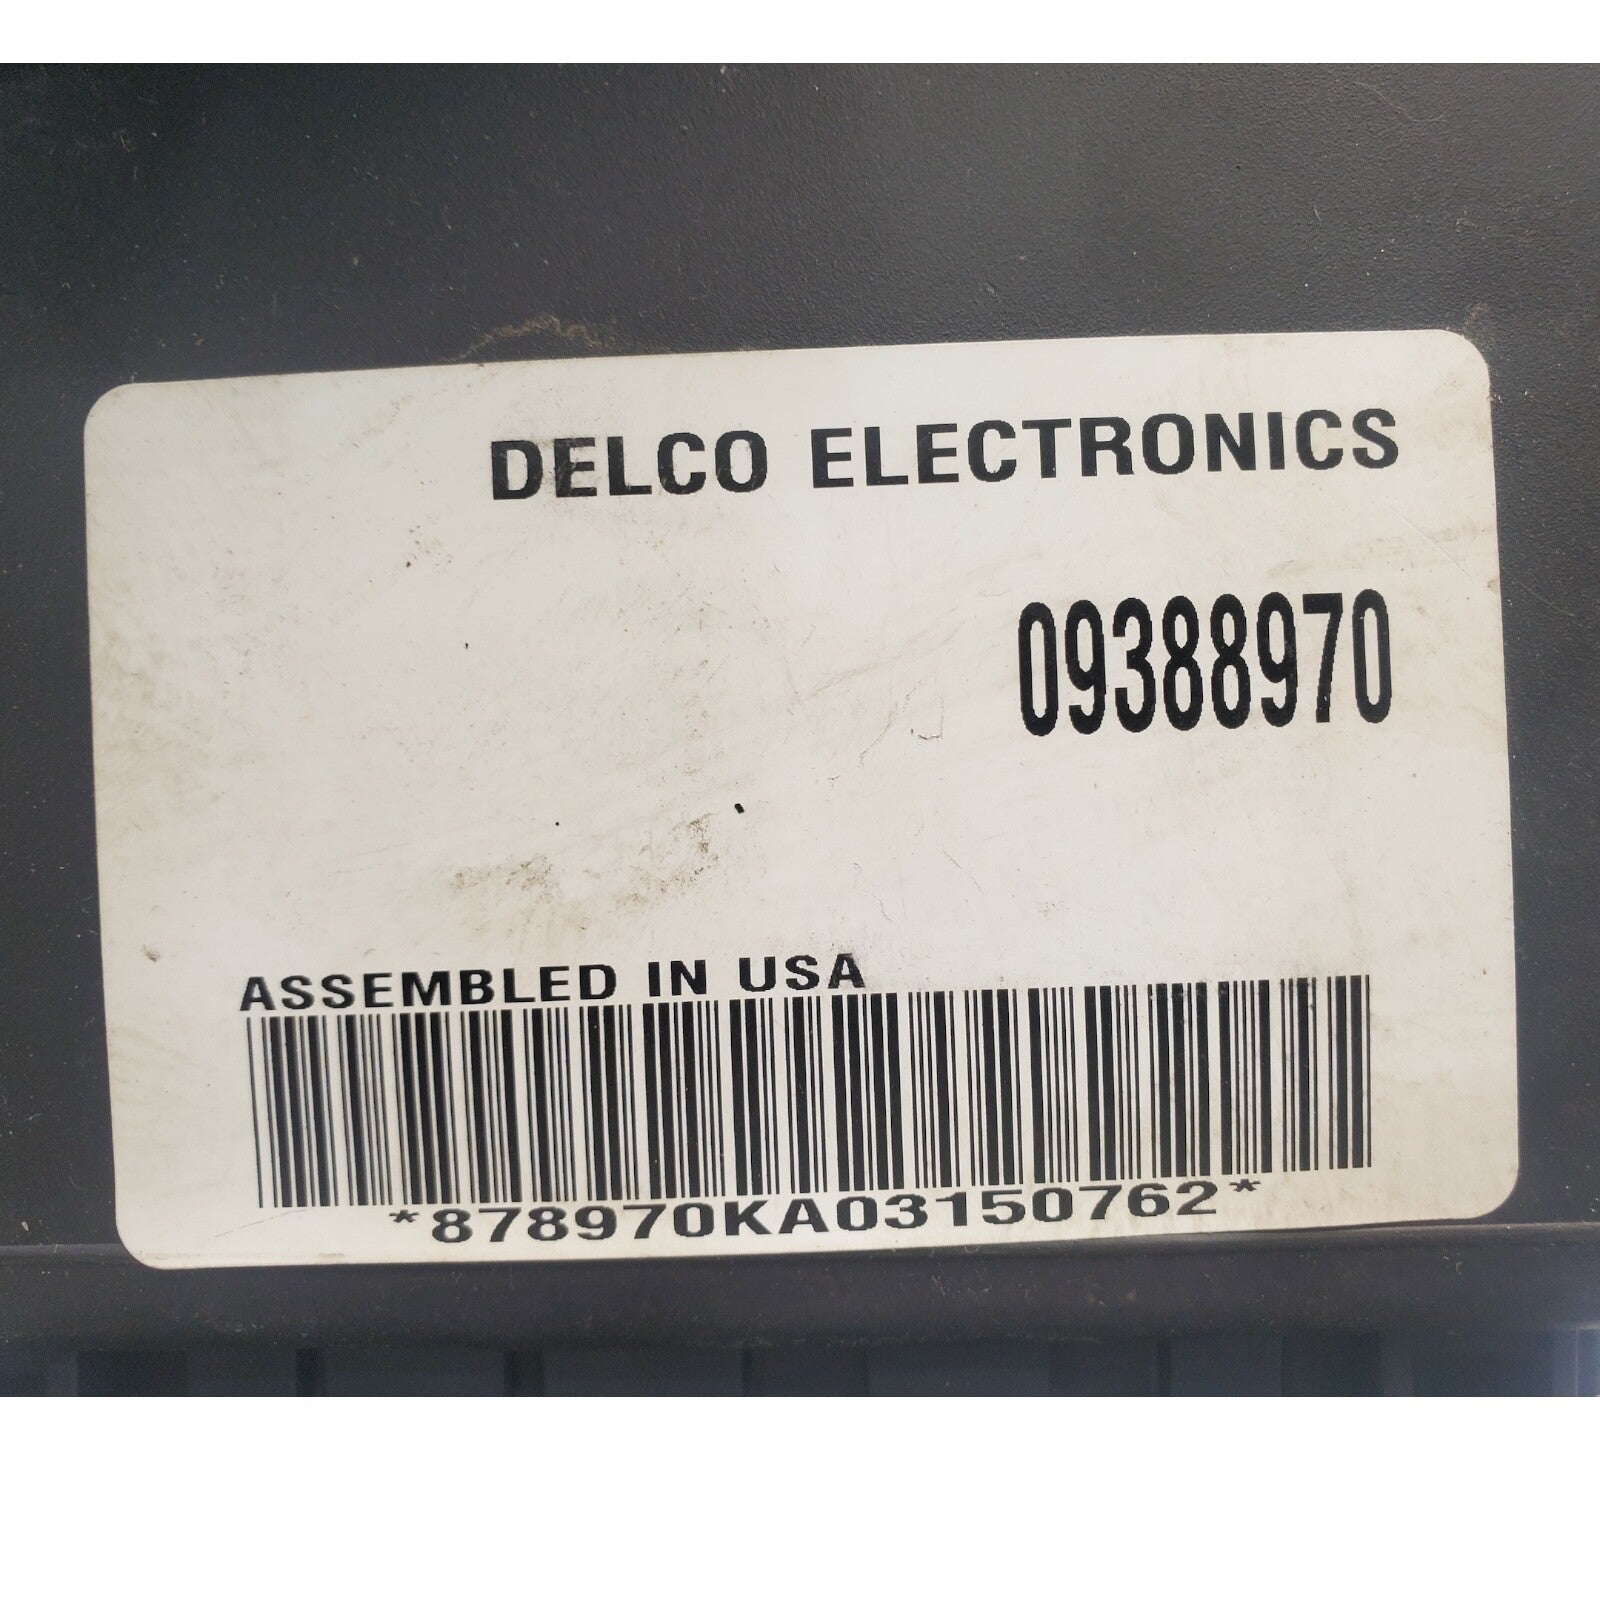 DELCO ELECTRONICS
09388970
ASSEMBLED IN USA
*878970KA03150762*